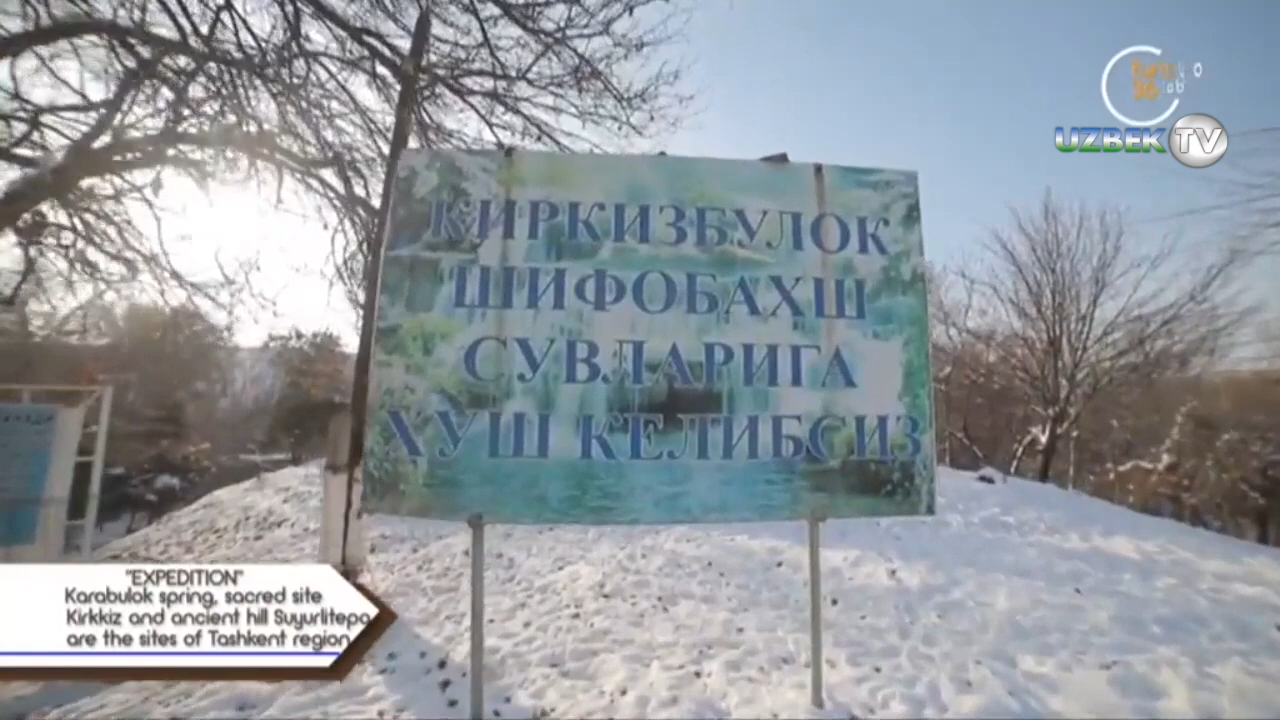 UZBEK TV
КИРКИЗБУЛОК
ШИФОБАХШ
СУВЛАРИГА
ХУШ КЕЛИБСИЗ
"EXPEDITION"
Karabulok spring, sacred site
Kirkkiz and ancient hill Suyurlitepa
are the sites of Tashkent region